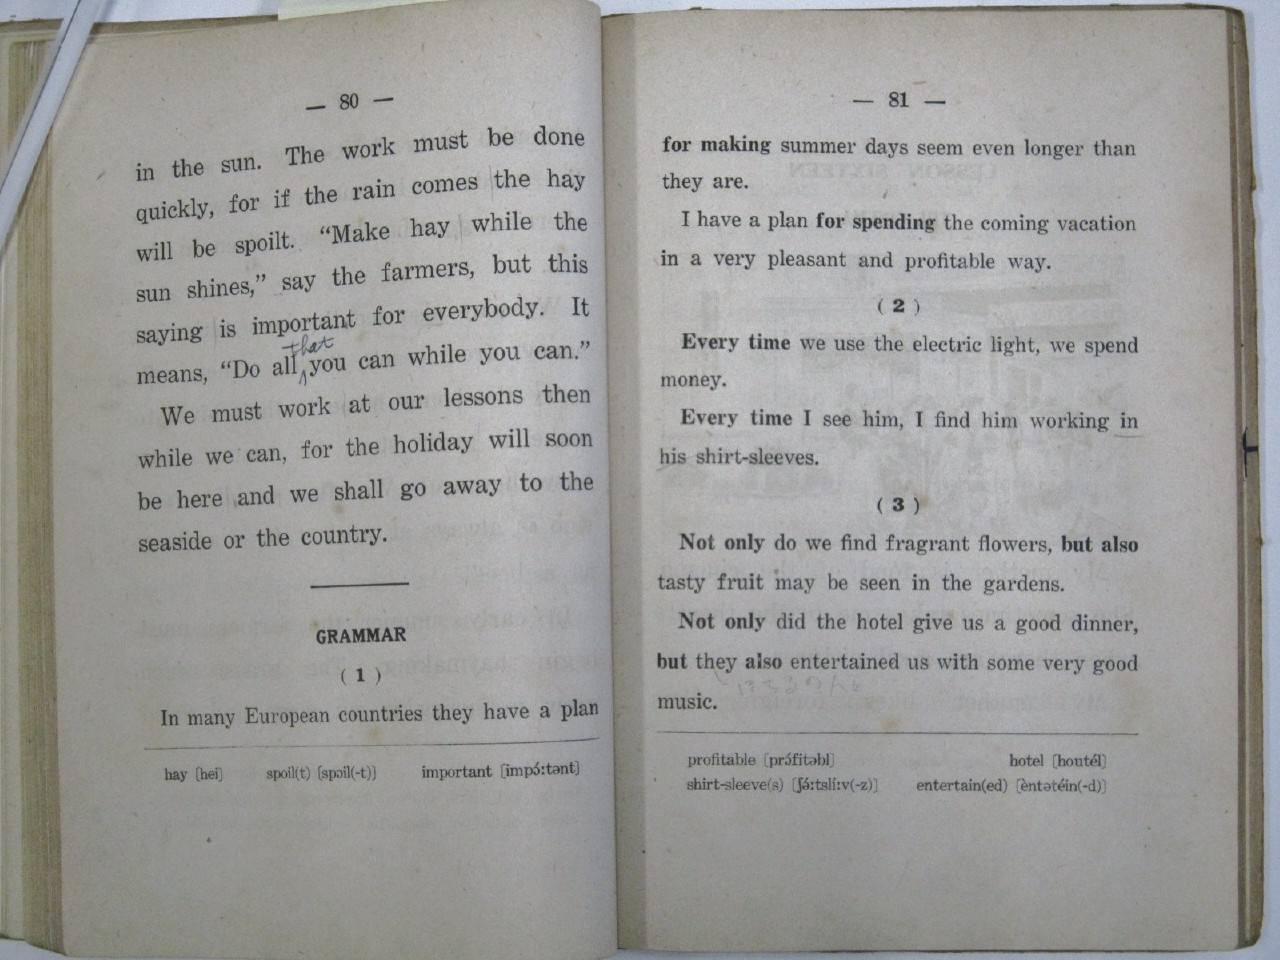 — 80 —
in the sun. The work must be done
quickly, for if the rain comes the hay
will be spoilt. “Make hay while the
sun shines,” say the farmers, but this
saying is important for everybody. It
that
means, “Do all you can while you can.”
We must work at our lessons then
while we can, for the holiday will soon
be here and we shall go away to the
seaside or the country.
GRAMMAR
( 1 )
In many European countries they have a plan
hay [hei] spoil(t) [spɔil(-t)] important [impɔ́:tənt]
— 81 —
for making summer days seem even longer than
they are.
I have a plan for spending the coming vacation
in a very pleasant and profitable way.
( 2 )
Every time we use the electric light, we spend
money.
Every time I see him, I find him working in
his shirt-sleeves.
( 3 )
Not only do we find fragrant flowers, but also
tasty fruit may be seen in the gardens.
Not only did the hotel give us a good dinner,
but they also entertained us with some very good
music.
profitable [prɔ́fitəbl] hotel [houtél]
shirt-sleeve(s) [ʃə́:tsli:v(-z)] entertain(ed) [èntətéin(-d)]